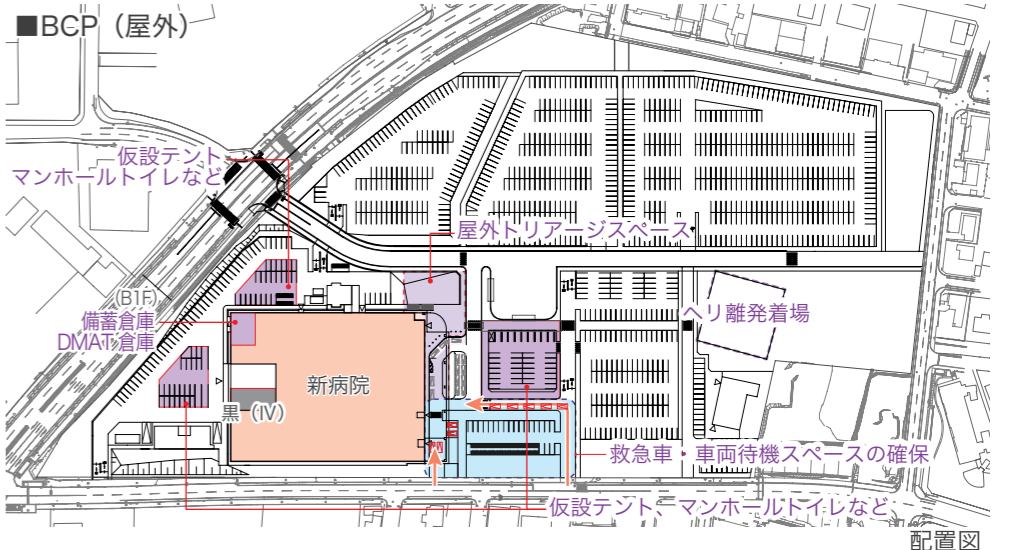 ■BCP（屋外）
仮設テント
マンホールトイレなど
屋外トリアージスペース
(B1F)
備蓄倉庫
DMAT 倉庫
ヘリ離発着場
新病院
黒（Ⅳ）
救急車・車両待機スペースの確保
仮設テント、マンホールトイレなど
配置図